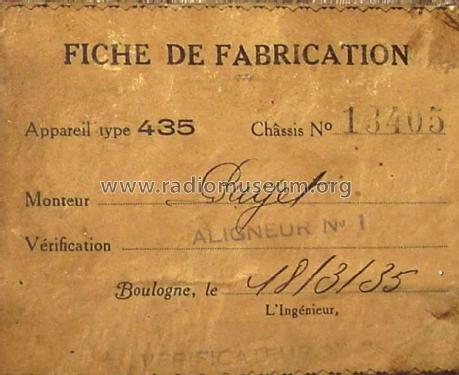 FICHE DE FABRICATION
Appareil type 435 Châssis Nº 13405
Monteur Puget
www.radiomuseum.org
Vérification ALIGNEUR Nº 1
Boulogne, le 18/3/35
L'Ingénieur,